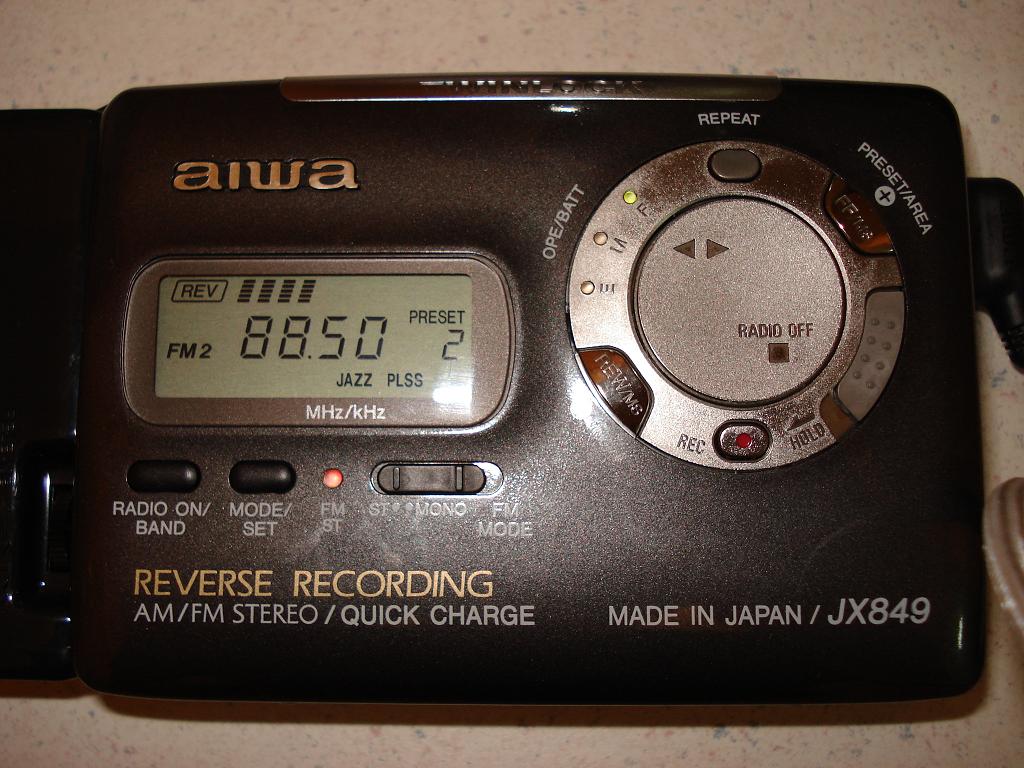 TWINLOCK
aiwa
REPEAT
PRESET/AREA
OPE/BATT
F
M
E
REV
FM2 88.50
PRESET
2
JAZZ PLSS
MHz/kHz
RADIO OFF
REC
HOLD
RADIO ON/
BAND
MODE/
SET
FM
ST
ST••MONO
FM
MODE
REVERSE RECORDING
AM/FM STEREO/QUICK CHARGE
MADE IN JAPAN/JX849